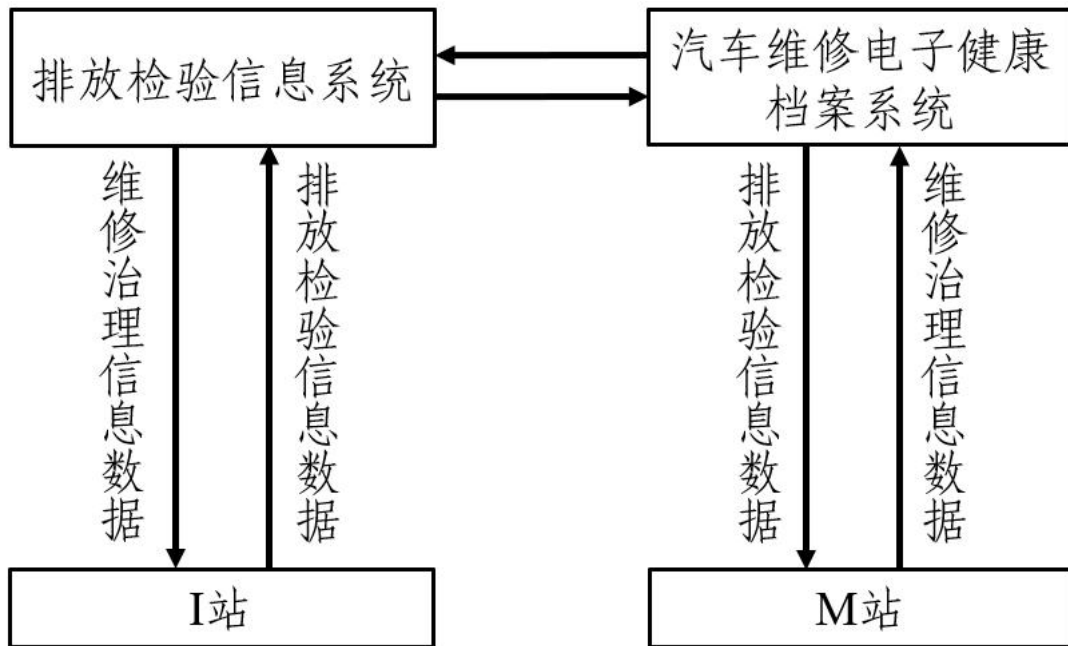 排放检验信息系统
汽车维修电子健康
档案系统
维修治理信息数据
排放检验信息数据
排放检验信息数据
维修治理信息数据
I站
M站